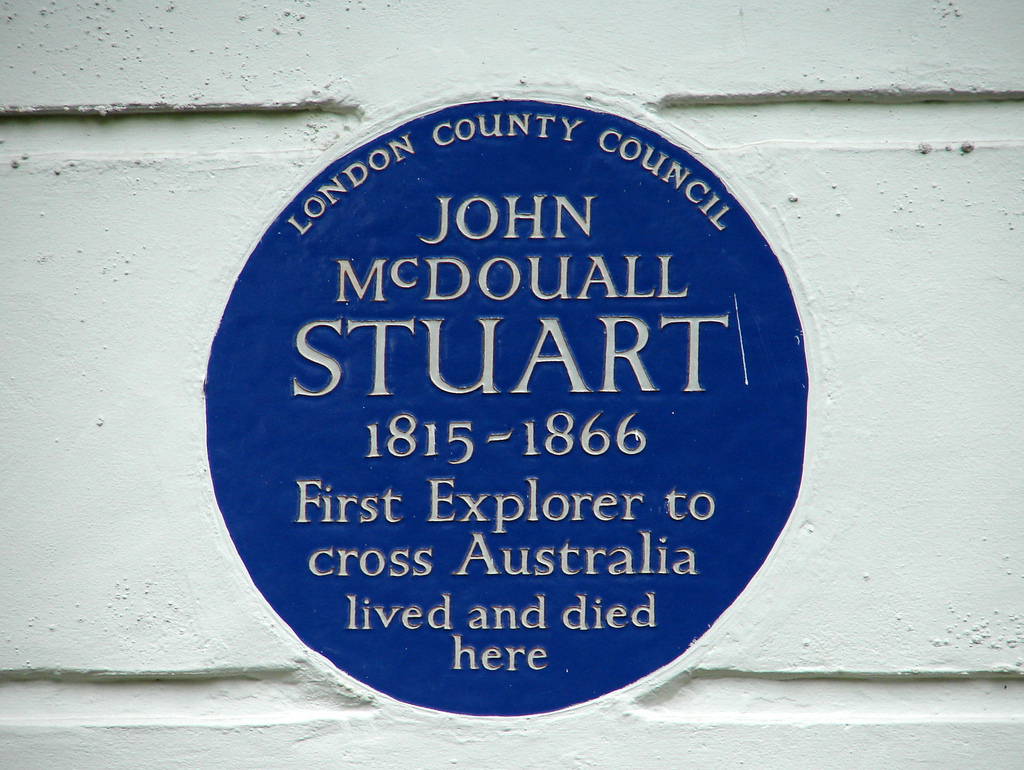 LONDON COUNTY COUNCIL
JOHN
McDOUALL
STUART
1815-1866
First Explorer to
cross Australia
lived and died
here